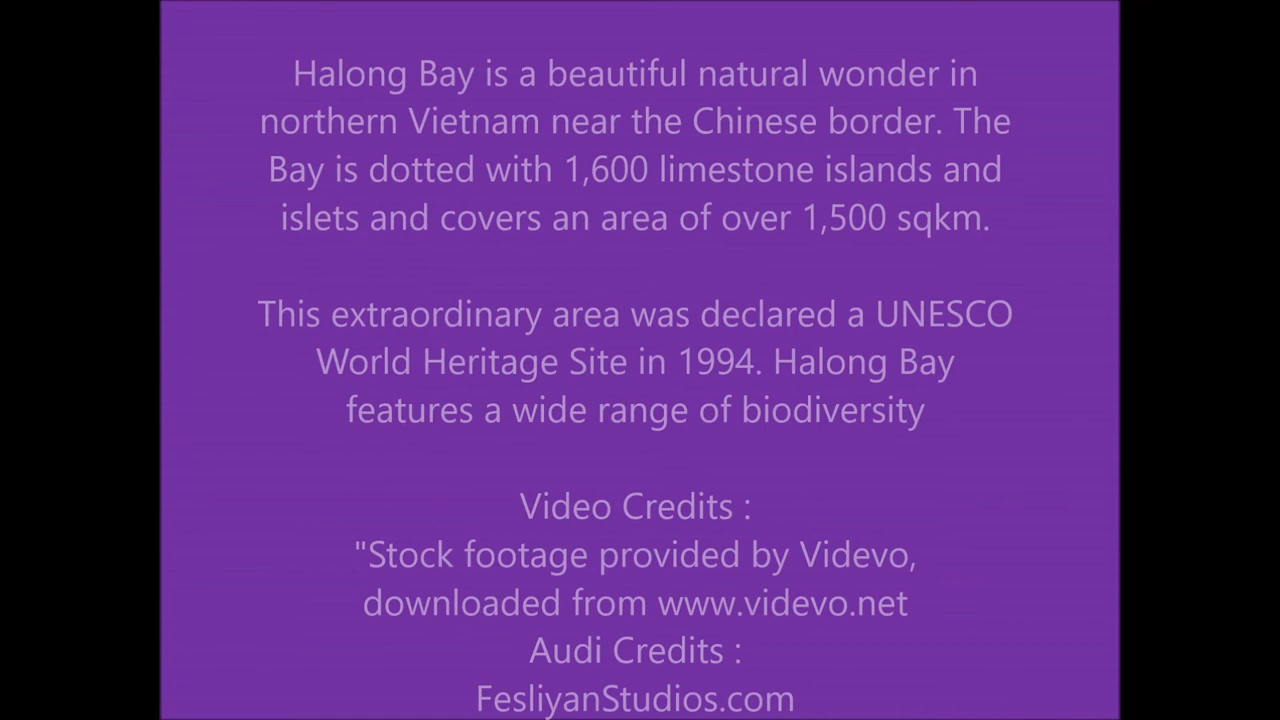 Halong Bay is a beautiful natural wonder in
northern Vietnam near the Chinese border. The
Bay is dotted with 1,600 limestone islands and
islets and covers an area of over 1,500 sqkm.
This extraordinary area was declared a UNESCO
World Heritage Site in 1994. Halong Bay
features a wide range of biodiversity
Video Credits :
"Stock footage provided by Videvo,
downloaded from www.videvo.net
Audi Credits :
FesliyanStudios.com